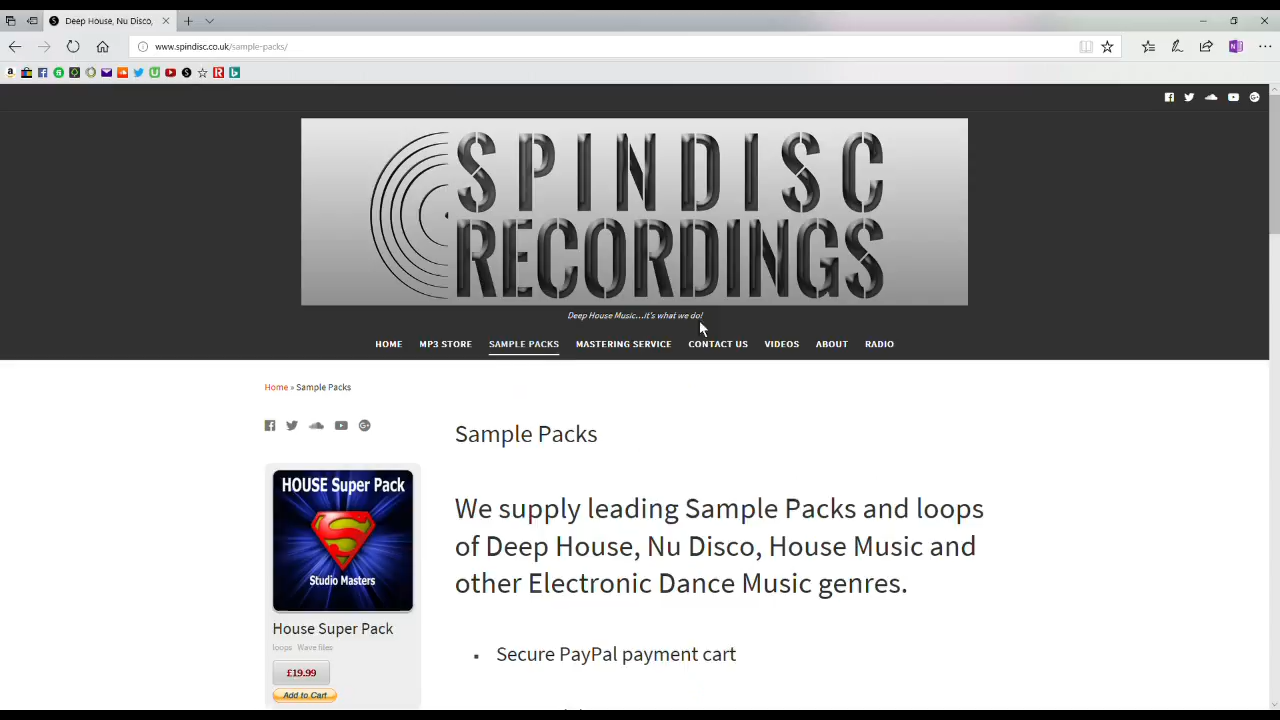 Deep House, Nu Disco,
www.spindisc.co.uk/sample-packs/
SPINDISC
RECORDINGS
Deep House Music...it's what we do!
HOME MP3 STORE SAMPLE PACKS MASTERING SERVICE CONTACT US VIDEOS ABOUT RADIO
Home » Sample Packs
Sample Packs
We supply leading Sample Packs and loops
of Deep House, Nu Disco, House Music and
other Electronic Dance Music genres.
Secure PayPal payment cart
HOUSE Super Pack
Studio Masters
House Super Pack
loops Wave files
£19.99
Add to Cart